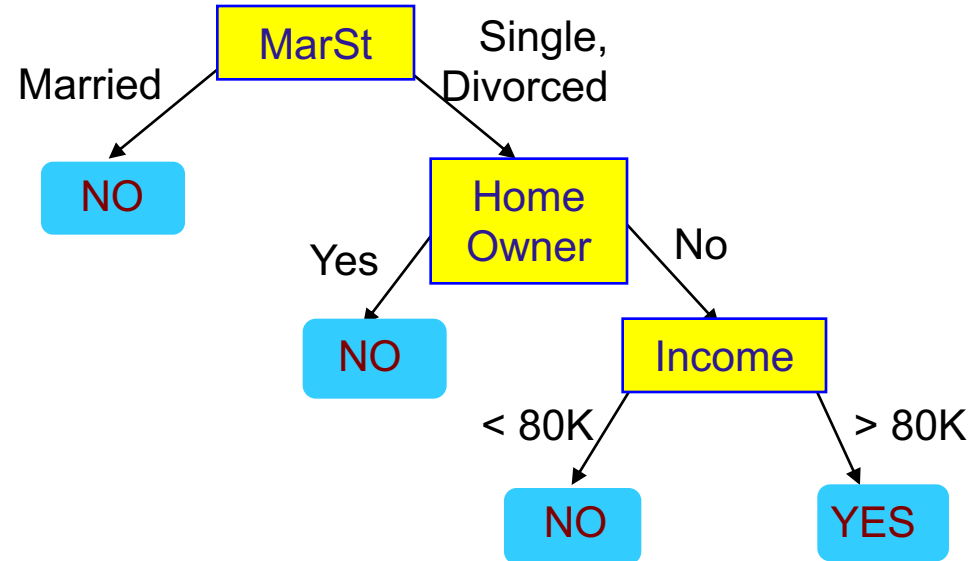 MarSt
Single,
Divorced
Married
NO
Home
Owner
Yes
No
NO
Income
< 80K
> 80K
NO
YES